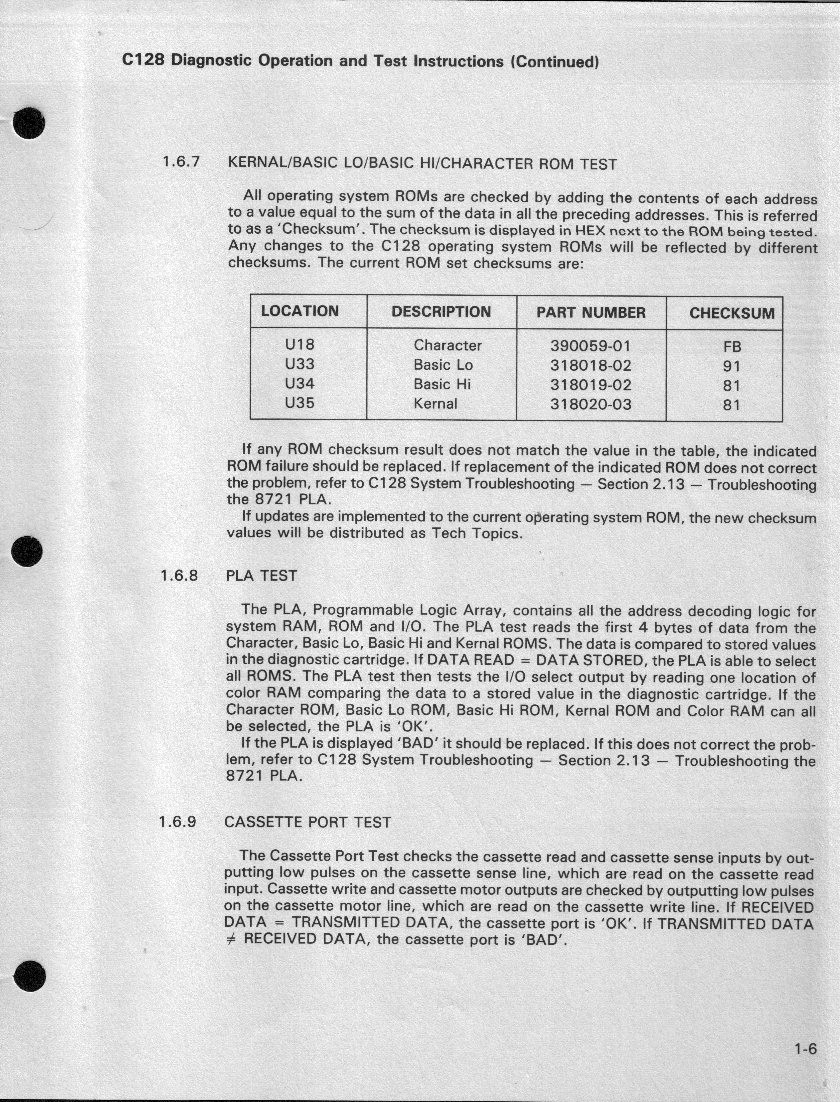 C128 Diagnostic Operation and Test Instructions (Continued)
1.6.7 KERNAL/BASIC LO/BASIC HI/CHARACTER ROM TEST
All operating system ROMs are checked by adding the contents of each address
to a value equal to the sum of the data in all the preceding addresses. This is referred
to as a 'Checksum'. The checksum is displayed in HEX next to the ROM being tested.
Any changes to the C128 operating system ROMs will be reflected by different
checksums. The current ROM set checksums are:
LOCATION DESCRIPTION PART NUMBER CHECKSUM
U18 Character 390059-01 FB
U33 Basic Lo 318018-02 91
U34 Basic Hi 318019-02 81
U35 Kernal 318020-03 81
If any ROM checksum result does not match the value in the table, the indicated
ROM failure should be replaced. If replacement of the indicated ROM does not correct
the problem, refer to C128 System Troubleshooting — Section 2.13 — Troubleshooting
the 8721 PLA.
If updates are implemented to the current operating system ROM, the new checksum
values will be distributed as Tech Topics.
1.6.8 PLA TEST
The PLA, Programmable Logic Array, contains all the address decoding logic for
system RAM, ROM and I/O. The PLA test reads the first 4 bytes of data from the
Character, Basic Lo, Basic Hi and Kernal ROMS. The data is compared to stored values
in the diagnostic cartridge. If DATA READ = DATA STORED, the PLA is able to select
all ROMS. The PLA test then tests the I/O select output by reading one location of
color RAM comparing the data to a stored value in the diagnostic cartridge. If the
Character ROM, Basic Lo ROM, Basic Hi ROM, Kernal ROM and Color RAM can all
be selected, the PLA is 'OK'.
If the PLA is displayed 'BAD' it should be replaced. If this does not correct the prob-
lem, refer to C128 System Troubleshooting — Section 2.13 — Troubleshooting the
8721 PLA.
1.6.9 CASSETTE PORT TEST
The Cassette Port Test checks the cassette read and cassette sense inputs by out-
putting low pulses on the cassette sense line, which are read on the cassette read
input. Cassette write and cassette motor outputs are checked by outputting low pulses
on the cassette motor line, which are read on the cassette write line. If RECEIVED
DATA = TRANSMITTED DATA, the cassette port is 'OK'. If TRANSMITTED DATA
≠ RECEIVED DATA, the cassette port is 'BAD'.
1-6